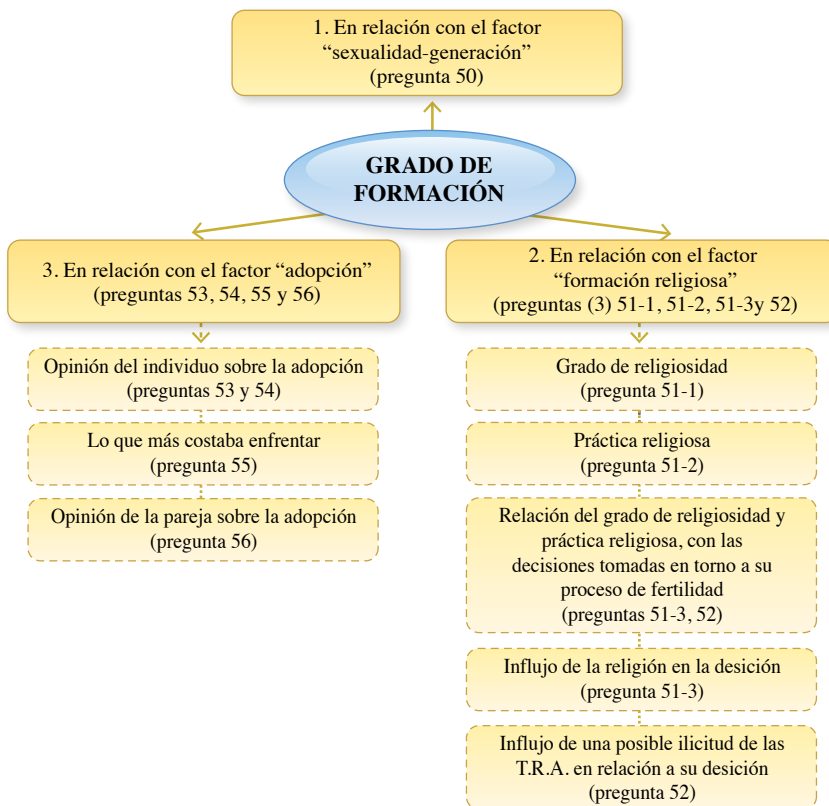 1. En relación con el factor
“sexualidad-generación”
(pregunta 50)
GRADO DE
FORMACIÓN
3. En relación con el factor “adopción”
(preguntas 53, 54, 55 y 56)
Opinión del individuo sobre la adopción
(preguntas 53 y 54)
Lo que más costaba enfrentar
(pregunta 55)
Opinión de la pareja sobre la adopción
(pregunta 56)
2. En relación con el factor
“formación religiosa”
(preguntas (3) 51-1, 51-2, 51-3y 52)
Grado de religiosidad
(pregunta 51-1)
Práctica religiosa
(pregunta 51-2)
Relación del grado de religiosidad y
práctica religiosa, con las
decisiones tomadas en torno a su
proceso de fertilidad
(preguntas 51-3, 52)
Influjo de la religión en la desición
(pregunta 51-3)
Influjo de una posible ilicitud de las
T.R.A. en relación a su desición
(pregunta 52)